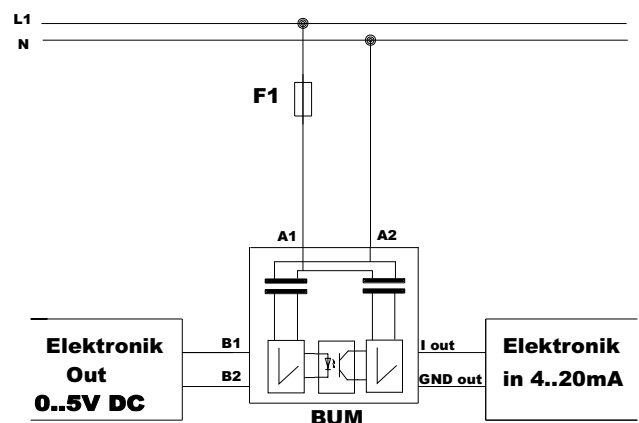 L1
N
F1
A1 A2
Elektronik
Out
0..5V DC
B1
B2
I out
GND out
Elektronik
in 4..20mA
BUM